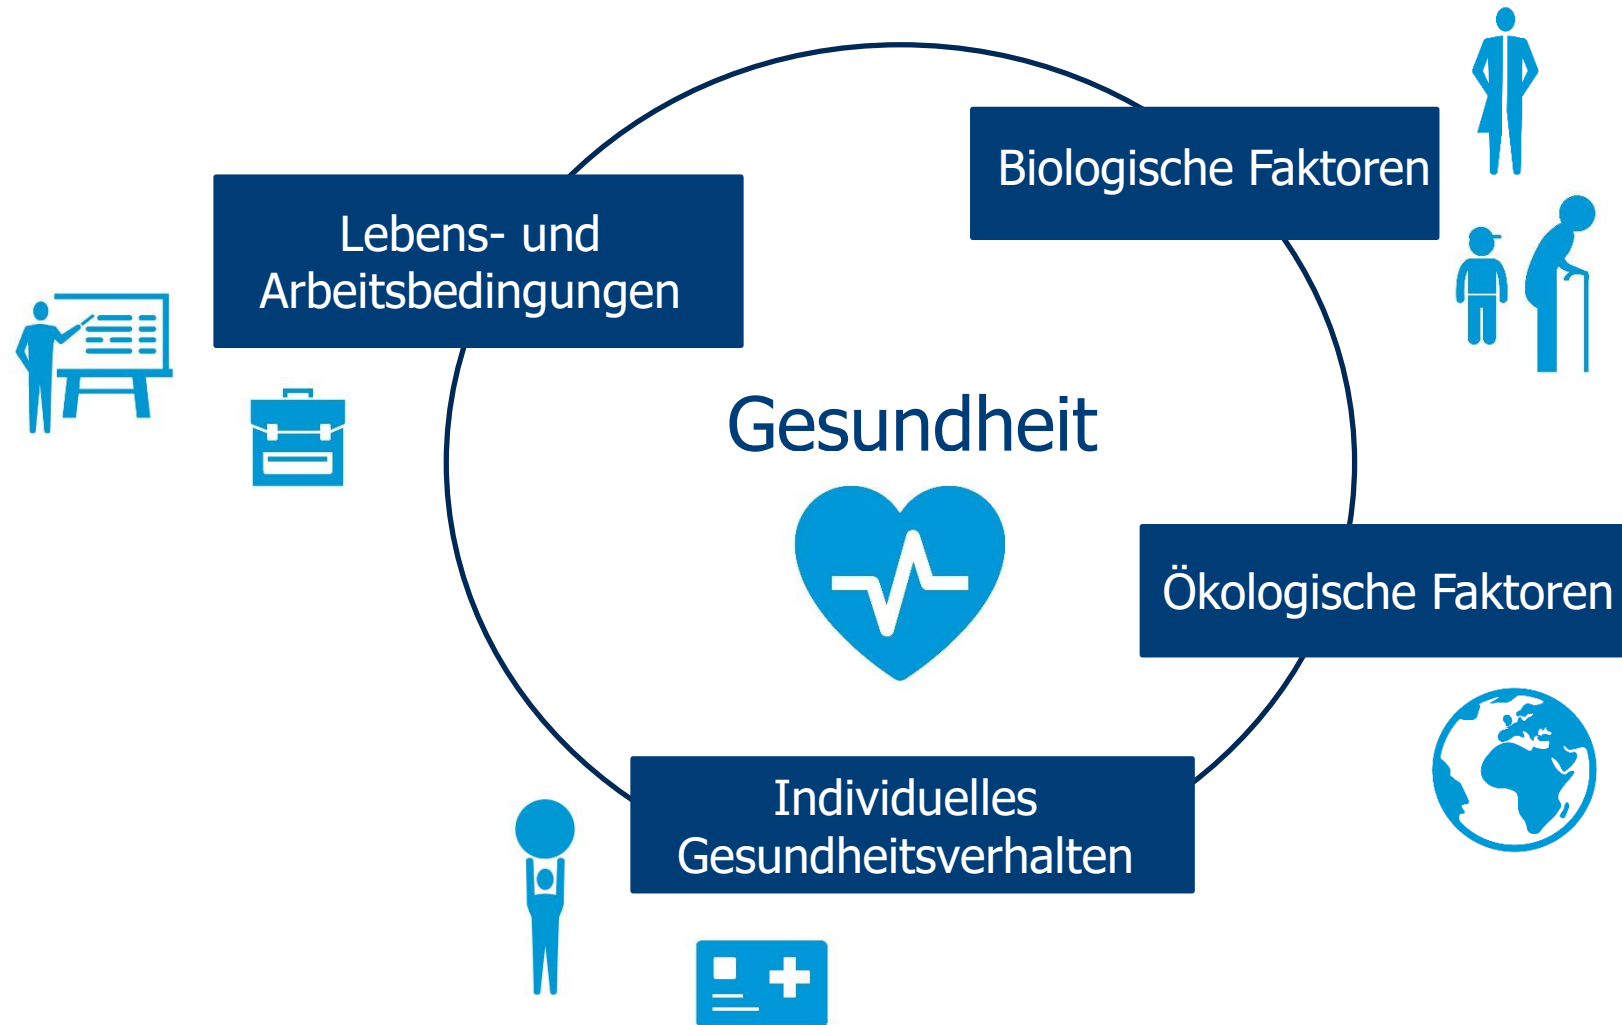 Biologische Faktoren
Lebens- und
Arbeitsbedingungen
Gesundheit
Ökologische Faktoren
Individuelles
Gesundheitsverhalten